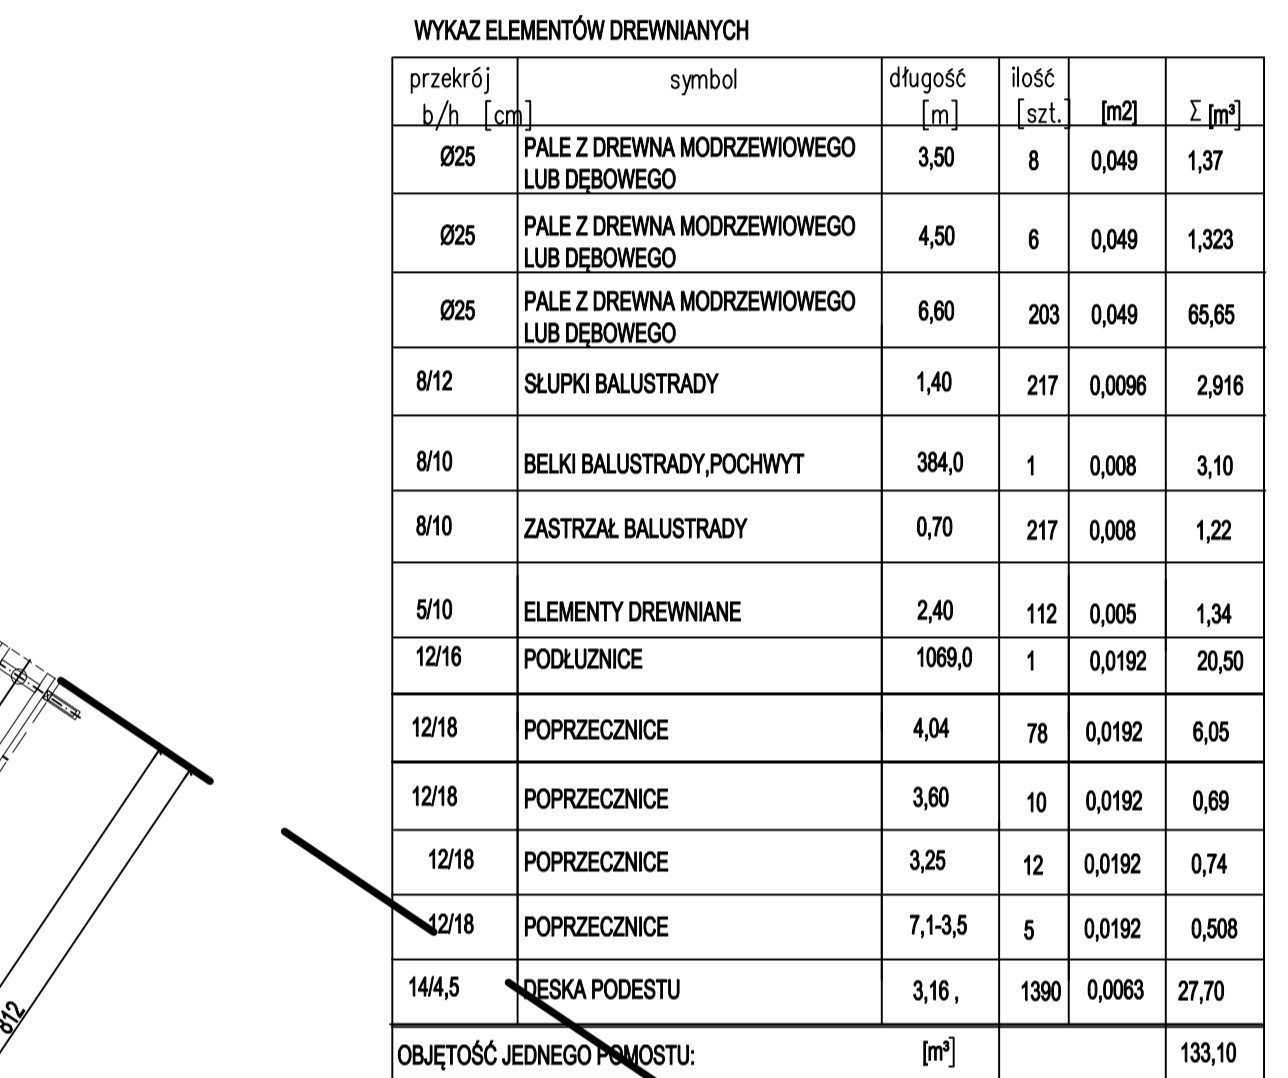 WYKAZ ELEMENTÓW DREWNIANYCH
przekrój symbol długość ilość
b/h [cm] [m] [szt.] [m2] Σ [m³]
Ø25 PALE Z DREWNA MODRZEWIOWEGO 3,50 8 0,049 1,37
LUB DĘBOWEGO
Ø25 PALE Z DREWNA MODRZEWIOWEGO 4,50 6 0,049 1,323
LUB DĘBOWEGO
Ø25 PALE Z DREWNA MODRZEWIOWEGO 6,60 203 0,049 65,65
LUB DĘBOWEGO
8/12 SŁUPKI BALUSTRADY 1,40 217 0,0096 2,916
8/10 BELKI BALUSTRADY,POCHWYT 384,0 1 0,008 3,10
8/10 ZASTRZAŁ BALUSTRADY 0,70 217 0,008 1,22
5/10 ELEMENTY DREWNIANE 2,40 112 0,005 1,34
12/16 PODŁUZNICE 1069,0 1 0,0192 20,50
12/18 POPRZECZNICE 4,04 78 0,0192 6,05
12/18 POPRZECZNICE 3,60 10 0,0192 0,69
12/18 POPRZECZNICE 3,25 12 0,0192 0,74
12/18 POPRZECZNICE 7,1-3,5 5 0,0192 0,508
14/4,5 DESKA PODESTU 3,16 , 1390 0,0063 27,70
OBJĘTOŚĆ JEDNEGO POMOSTU: [m³] 133,10
812